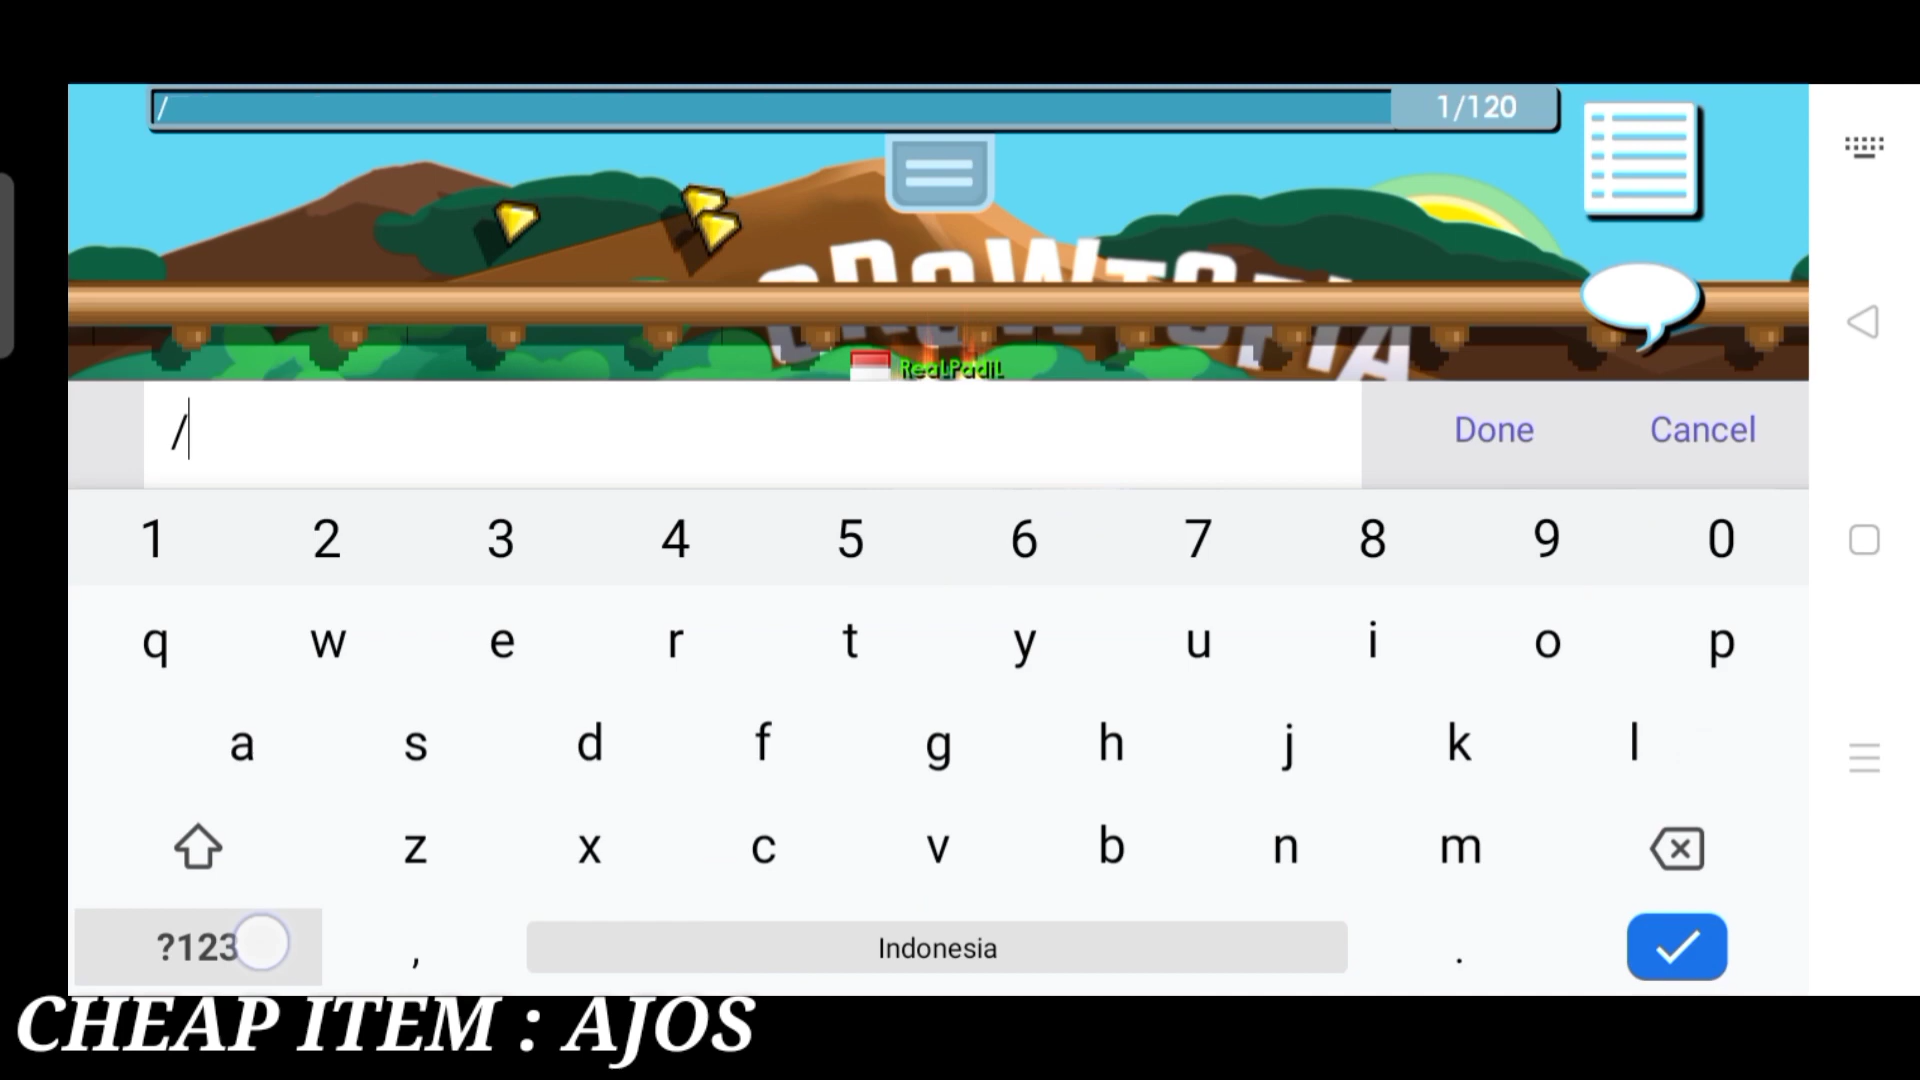 /
1/120
GROWTOPIA
ReaLPadiL
/
Done
Cancel
1 2 3 4 5 6 7 8 9 0
q w e r t y u i o p
a s d f g h j k l
z x c v b n m
?123 , Indonesia .
CHEAP ITEM : AJOS